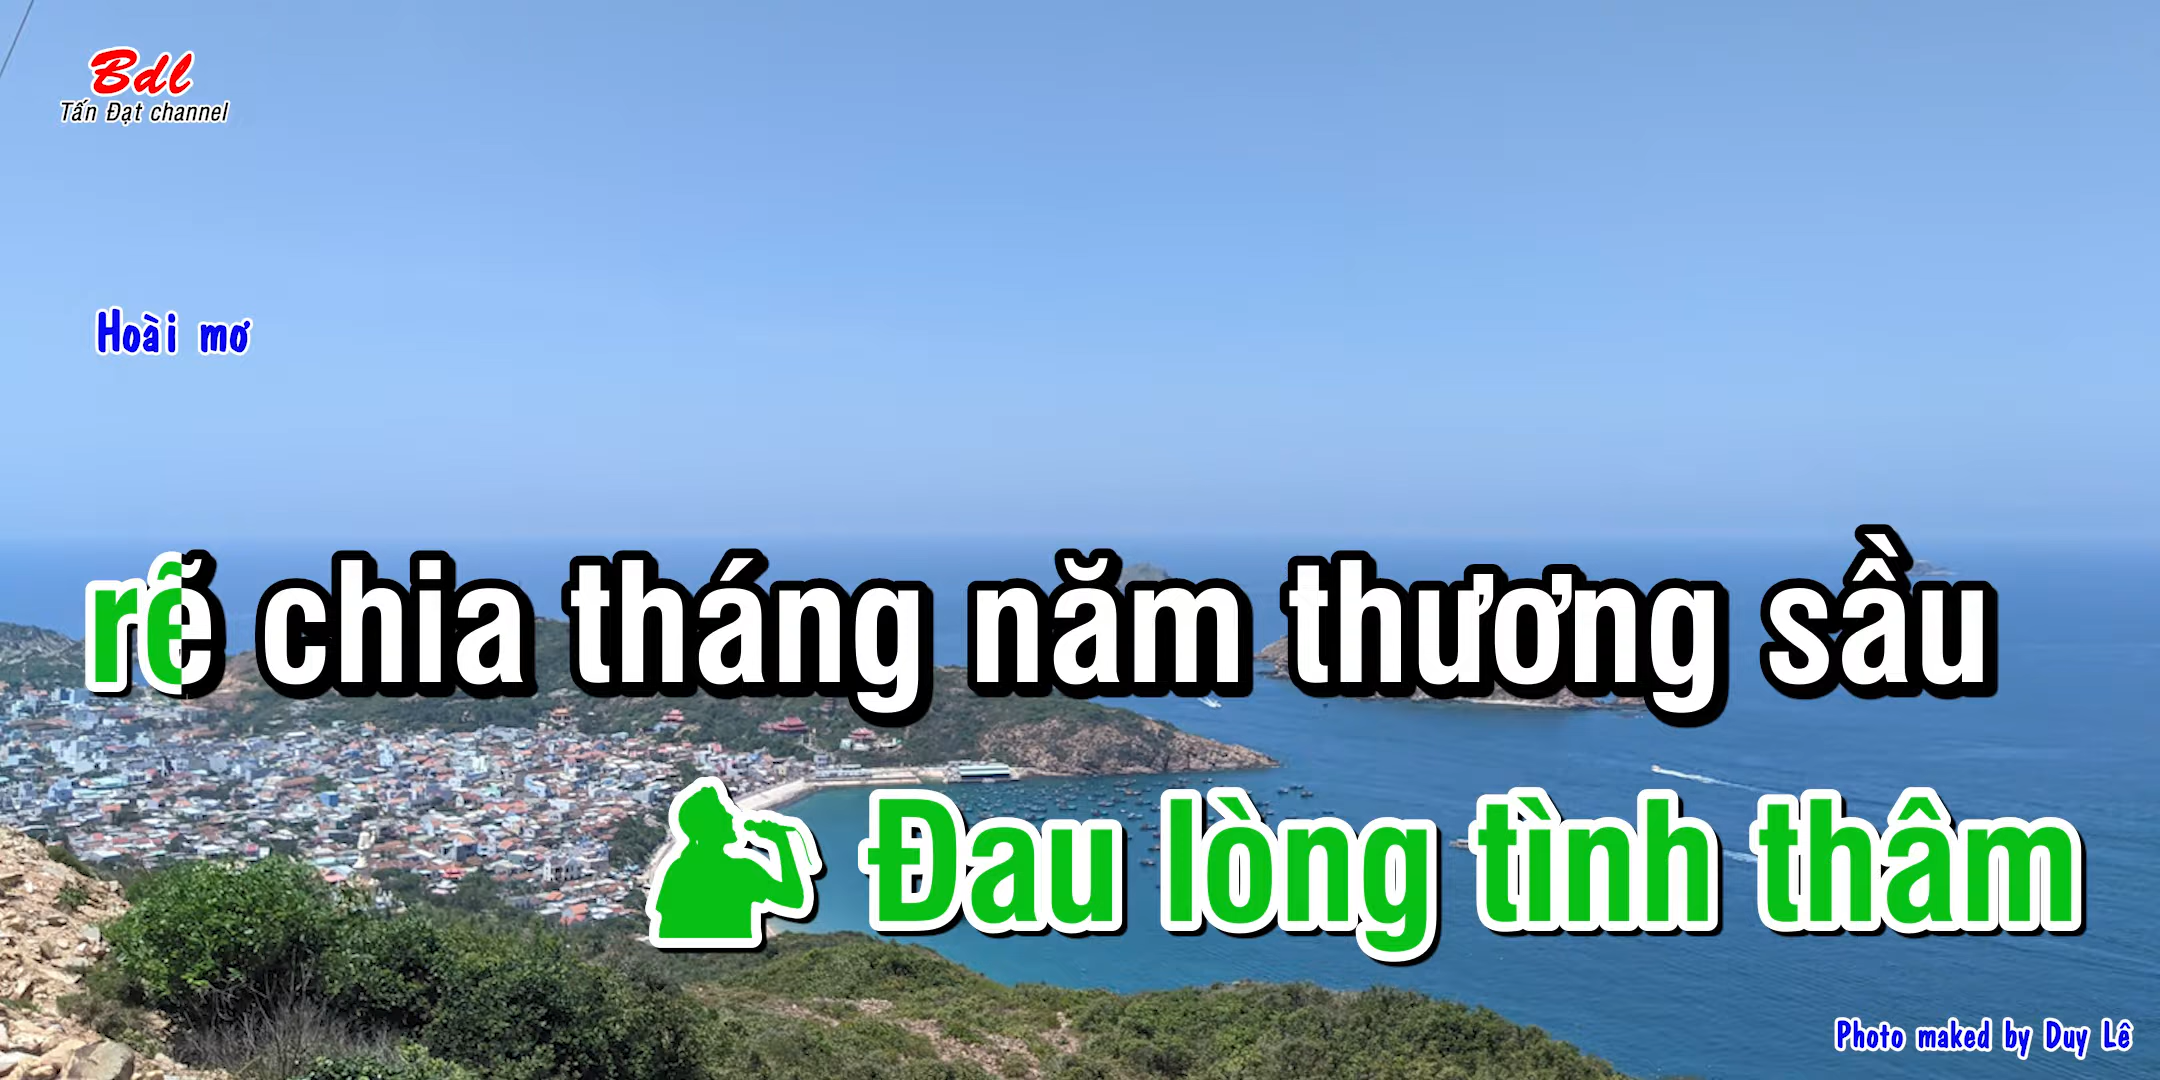 Bdl
Tấn Đạt channel
Hoài mơ
rẽ chia tháng năm thương sầu
Đau lòng tình thâm
Photo maked by Duy Lê